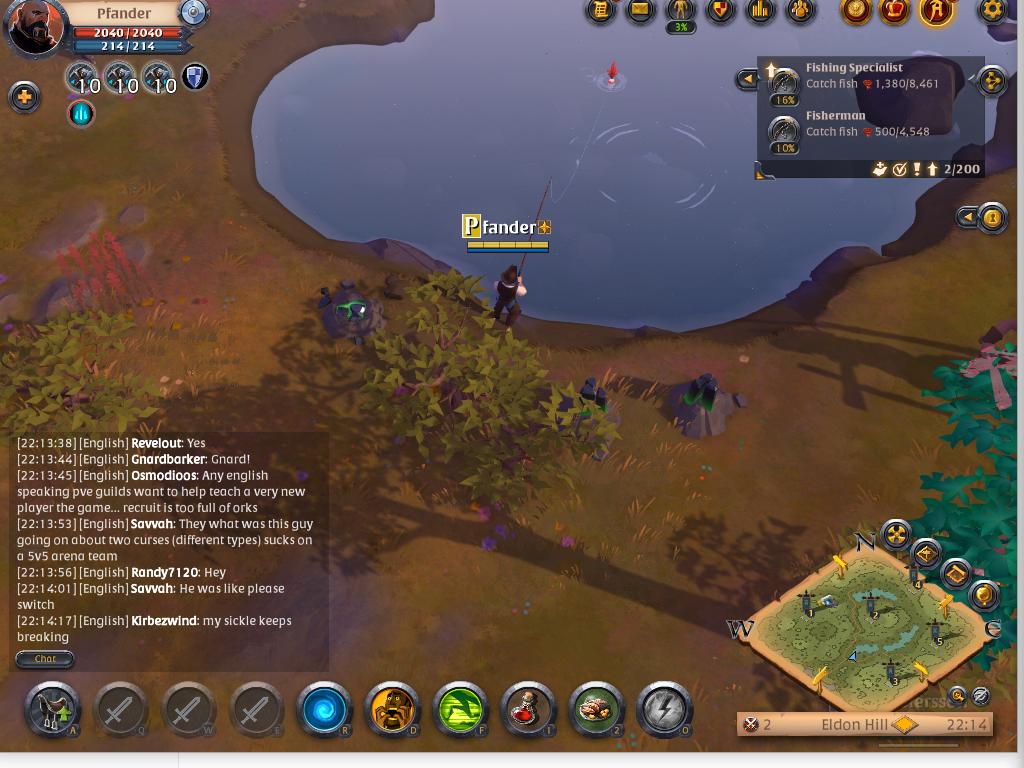 Pfander
2040/2040
214/214
10 10 10
3%
Fishing Specialist
Catch fish 1,380/8,461
16%
Fisherman
Catch fish 500/4,548
10%
2/200
1
Pfander
[22:13:38] [English] Revelout: Yes
[22:13:44] [English] Gnardbarker: Gnard!
[22:13:45] [English] Osmodioos: Any english
speaking pve guilds want to help teach a very new
player the game... recruit is too full of orks
[22:13:53] [English] Savvah: They what was this guy
going on about two curses (different types) sucks on
a 5v5 arena team
[22:13:56] [English] Randy7120: Hey
[22:14:01] [English] Savvah: He was like please
switch
[22:14:17] [English] Kirbezwind: my sickle keeps
breaking
Chat
N
4
1 2
W E
5
3
A Q W E R D F 1 2 O
2 Eldon Hill 22:14